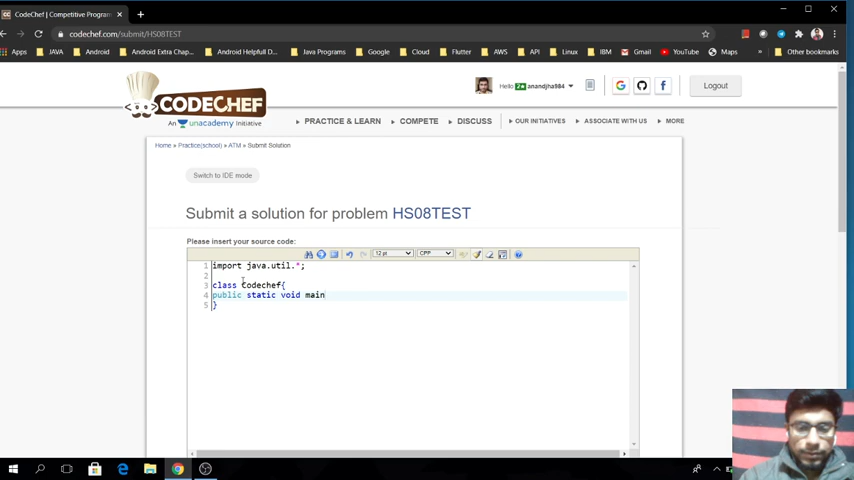 CodeChef | Competitive Program
codechef.com/submit/HS08TEST
Apps JAVA Android Android Extra Chap... Android Helpfull D... Java Programs Google Cloud Flutter AWS API Linux IBM Gmail YouTube Maps » Other bookmarks
CODECHEF
An unacademy Initiative
Hello anandjha984
Logout
PRACTICE & LEARN COMPETE DISCUSS OUR INITIATIVES ASSOCIATE WITH US MORE
Home » Practice(school) » ATM » Submit Solution
Switch to IDE mode
Submit a solution for problem HS08TEST
Please insert your source code:
12 pt CPP
1 import java.util.*;
2
3 class Codechef{
4 public static void main
5 }